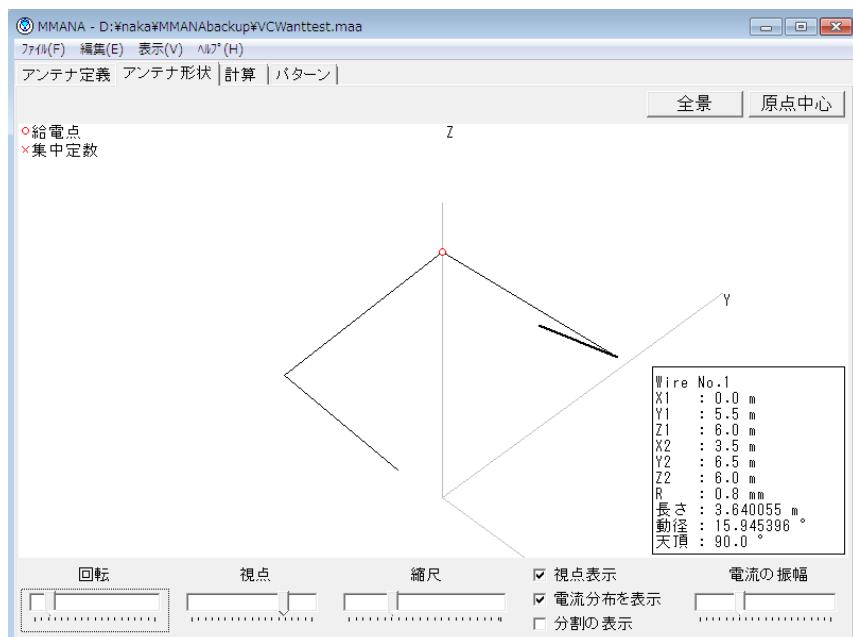 MMANA - D:¥naka¥MMANAbackup¥VCWanttest.maa
ﾌｧｲﾙ(F) 編集(E) 表示(V) ﾍﾙﾌﾟ(H)
アンテナ定義 アンテナ形状 計算 パターン
全景 原点中心
○給電点
×集中定数
Z
Y
Wire No.1
X1 : 0.0 m
Y1 : 5.5 m
Z1 : 6.0 m
X2 : 3.5 m
Y2 : 6.5 m
Z2 : 6.0 m
R : 0.8 mm
長さ : 3.640055 m
動径 : 15.945396 °
天頂 : 90.0 °
回転 視点 縮尺 視点表示 電流の振幅
電流分布を表示
分割の表示